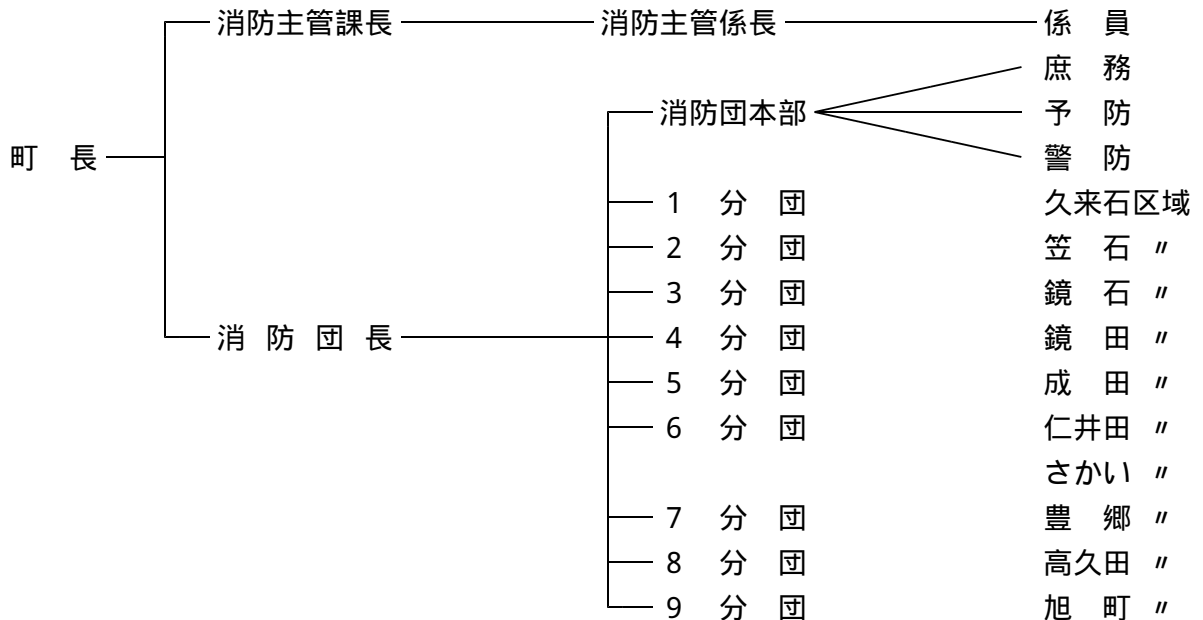 消防主管課長 消防主管係長 係 員
庶 務
消防団本部 予 防
町 長 警 防
1 分 団 久来石区域
2 分 団 笠 石 〃
3 分 団 鏡 石 〃
消 防 団 長 4 分 団 鏡 田 〃
5 分 団 成 田 〃
6 分 団 仁井田 〃
さかい 〃
7 分 団 豊 郷 〃
8 分 団 高久田 〃
9 分 団 旭 町 〃